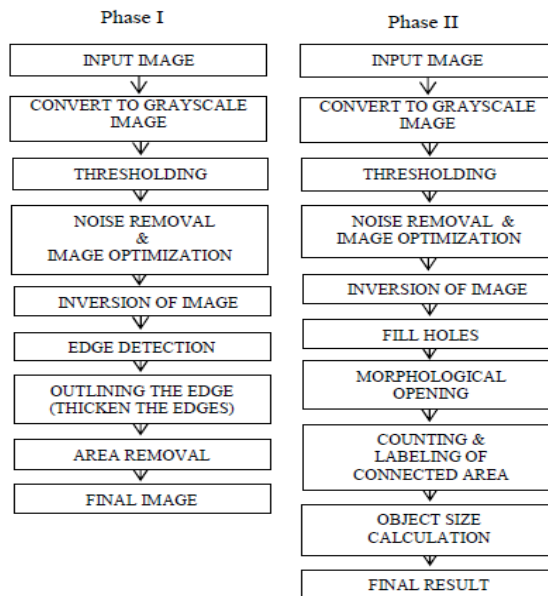 Phase I
INPUT IMAGE
CONVERT TO GRAYSCALE
IMAGE
THRESHOLDING
NOISE REMOVAL
&
IMAGE OPTIMIZATION
INVERSION OF IMAGE
EDGE DETECTION
OUTLINING THE EDGE
(THICKEN THE EDGES)
AREA REMOVAL
FINAL IMAGE
Phase II
INPUT IMAGE
CONVERT TO GRAYSCALE
IMAGE
THRESHOLDING
NOISE REMOVAL &
IMAGE OPTIMIZATION
INVERSION OF IMAGE
FILL HOLES
MORPHOLOGICAL
OPENING
COUNTING &
LABELING OF
CONNECTED AREA
OBJECT SIZE
CALCULATION
FINAL RESULT